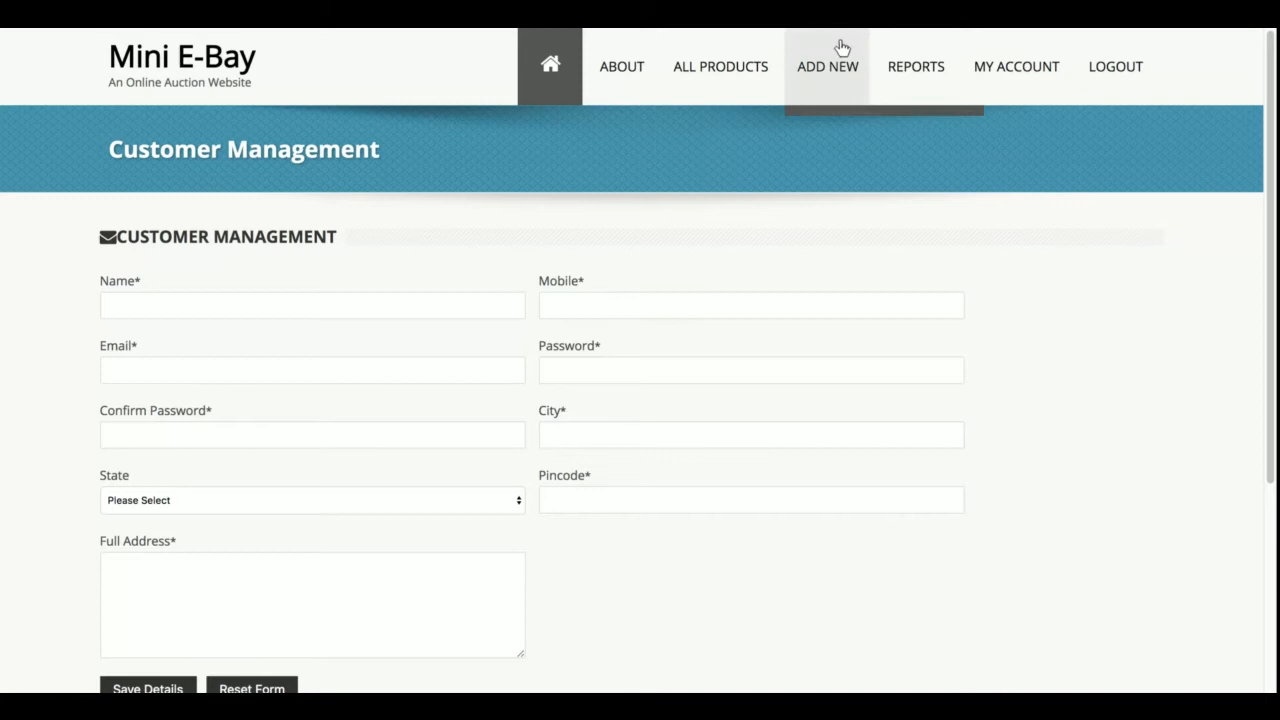 Mini E-Bay
An Online Auction Website
ABOUT
ALL PRODUCTS
ADD NEW
REPORTS
MY ACCOUNT
LOGOUT
Customer Management
CUSTOMER MANAGEMENT
Name*
Mobile*
Email*
Password*
Confirm Password*
City*
State
Pincode*
Please Select
Full Address*
Save Details
Reset Form